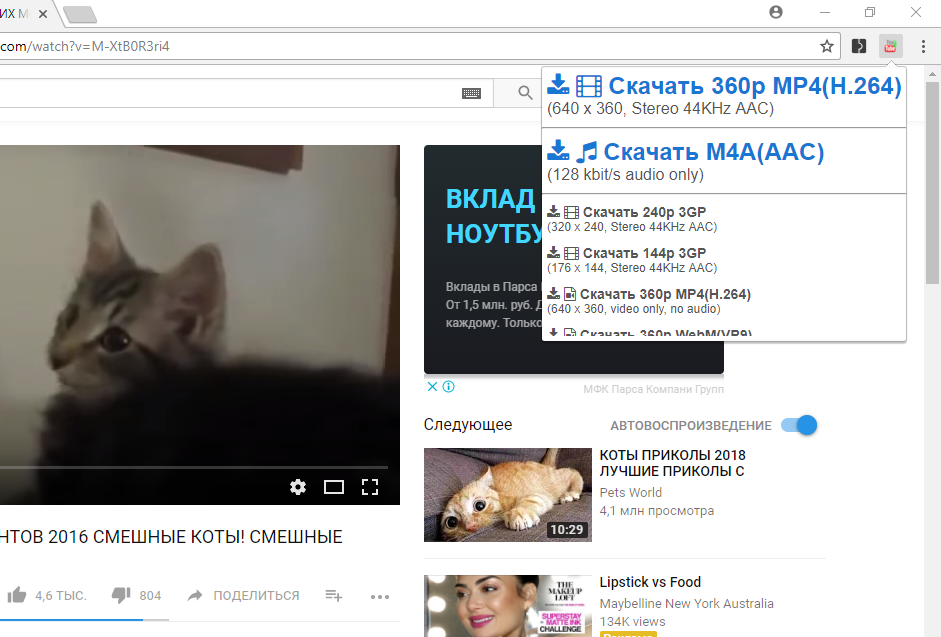 их м
com/watch?v=M-XtB0R3ri4
Скачать 360p MP4(H.264)
(640 x 360, Stereo 44KHz AAC)
Скачать M4A(AAC)
(128 kbit/s audio only)
Скачать 240p 3GP
(320 x 240, Stereo 44KHz AAC)
Скачать 144p 3GP
(176 x 144, Stereo 44KHz AAC)
Скачать 360p MP4(H.264)
(640 x 360, video only, no audio)
Скачать 360p WebM(VP9)
ВКЛАД
НОУТБУ
Вклады в Парса
От 1,5 млн. руб.
каждому. Только
МФК Парса Компани Групп
Следующее
АВТОВОСПРОИЗВЕДЕНИЕ
КОТЫ ПРИКОЛЫ 2018
ЛУЧШИЕ ПРИКОЛЫ С
Pets World
4,1 млн просмотра
10:29
НТОВ 2016 СМЕШНЫЕ КОТЫ! СМЕШНЫЕ
4,6 ТЫС.
804
ПОДЕЛИТЬСЯ
THE MAKEUP LOFT
SUPERSTAY
MATTE INK
CHALLENGE
Lipstick vs Food
Maybelline New York Australia
134K views
Реклама